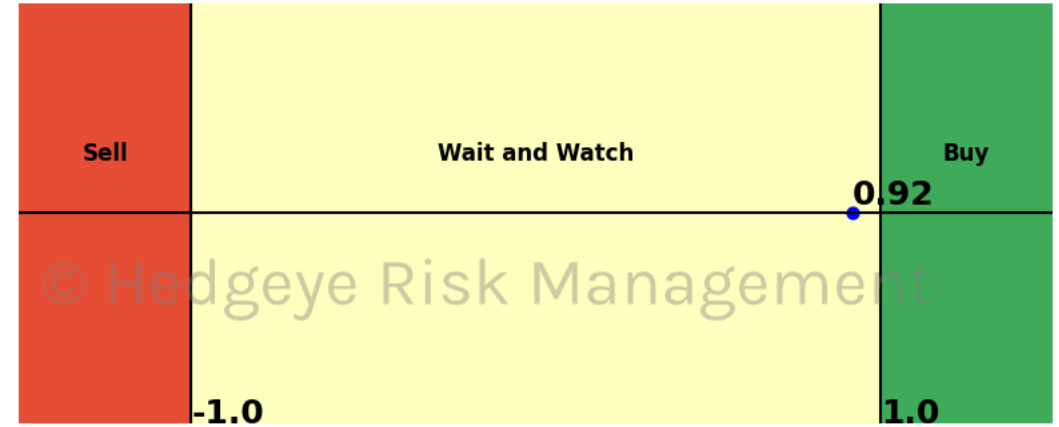 Sell
Wait and Watch
Buy
0.92
© Hedgeye Risk Management
-1.0
1.0